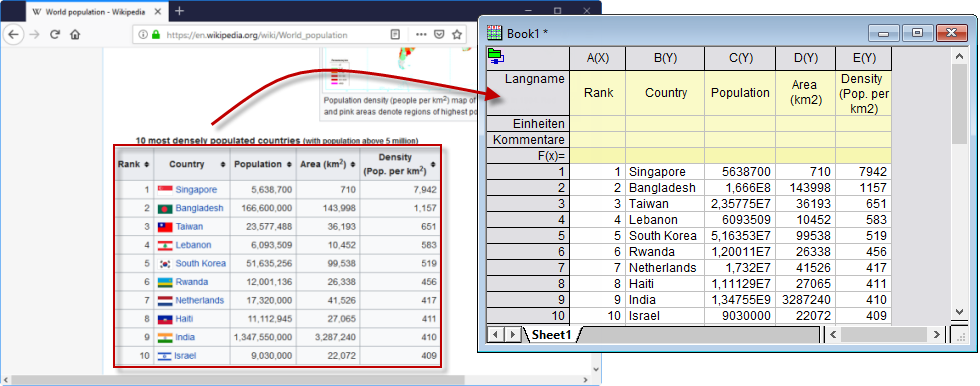 World population - Wikipedia
https://en.wikipedia.org/wiki/World_population
Population density (people per km²) map of
and pink areas denote regions of highest po
10 most densely populated countries (with population above 5 million)
Rank Country Population Area (km²) Density (Pop. per km²)
1 Singapore 5,638,700 710 7,942
2 Bangladesh 166,600,000 143,998 1,157
3 Taiwan 23,577,488 36,193 651
4 Lebanon 6,093,509 10,452 583
5 South Korea 51,635,256 99,538 519
6 Rwanda 12,001,136 26,338 456
7 Netherlands 17,320,000 41,526 417
8 Haiti 11,112,945 27,065 411
9 India 1,347,550,000 3,287,240 410
10 Israel 9,030,000 22,072 409
Book1 *
A(X) B(Y) C(Y) D(Y) E(Y)
Langname Rank Country Population Area (km2) Density (Pop. per km2)
Einheiten
Kommentare
F(x)=
1 1 Singapore 5638700 710 7942
2 2 Bangladesh 1,666E8 143998 1157
3 3 Taiwan 2,35775E7 36193 651
4 4 Lebanon 6093509 10452 583
5 5 South Korea 5,16353E7 99538 519
6 6 Rwanda 1,20011E7 26338 456
7 7 Netherlands 1,732E7 41526 417
8 8 Haiti 1,11129E7 27065 411
9 9 India 1,34755E9 3287240 410
10 10 Israel 9030000 22072 409
Sheet1